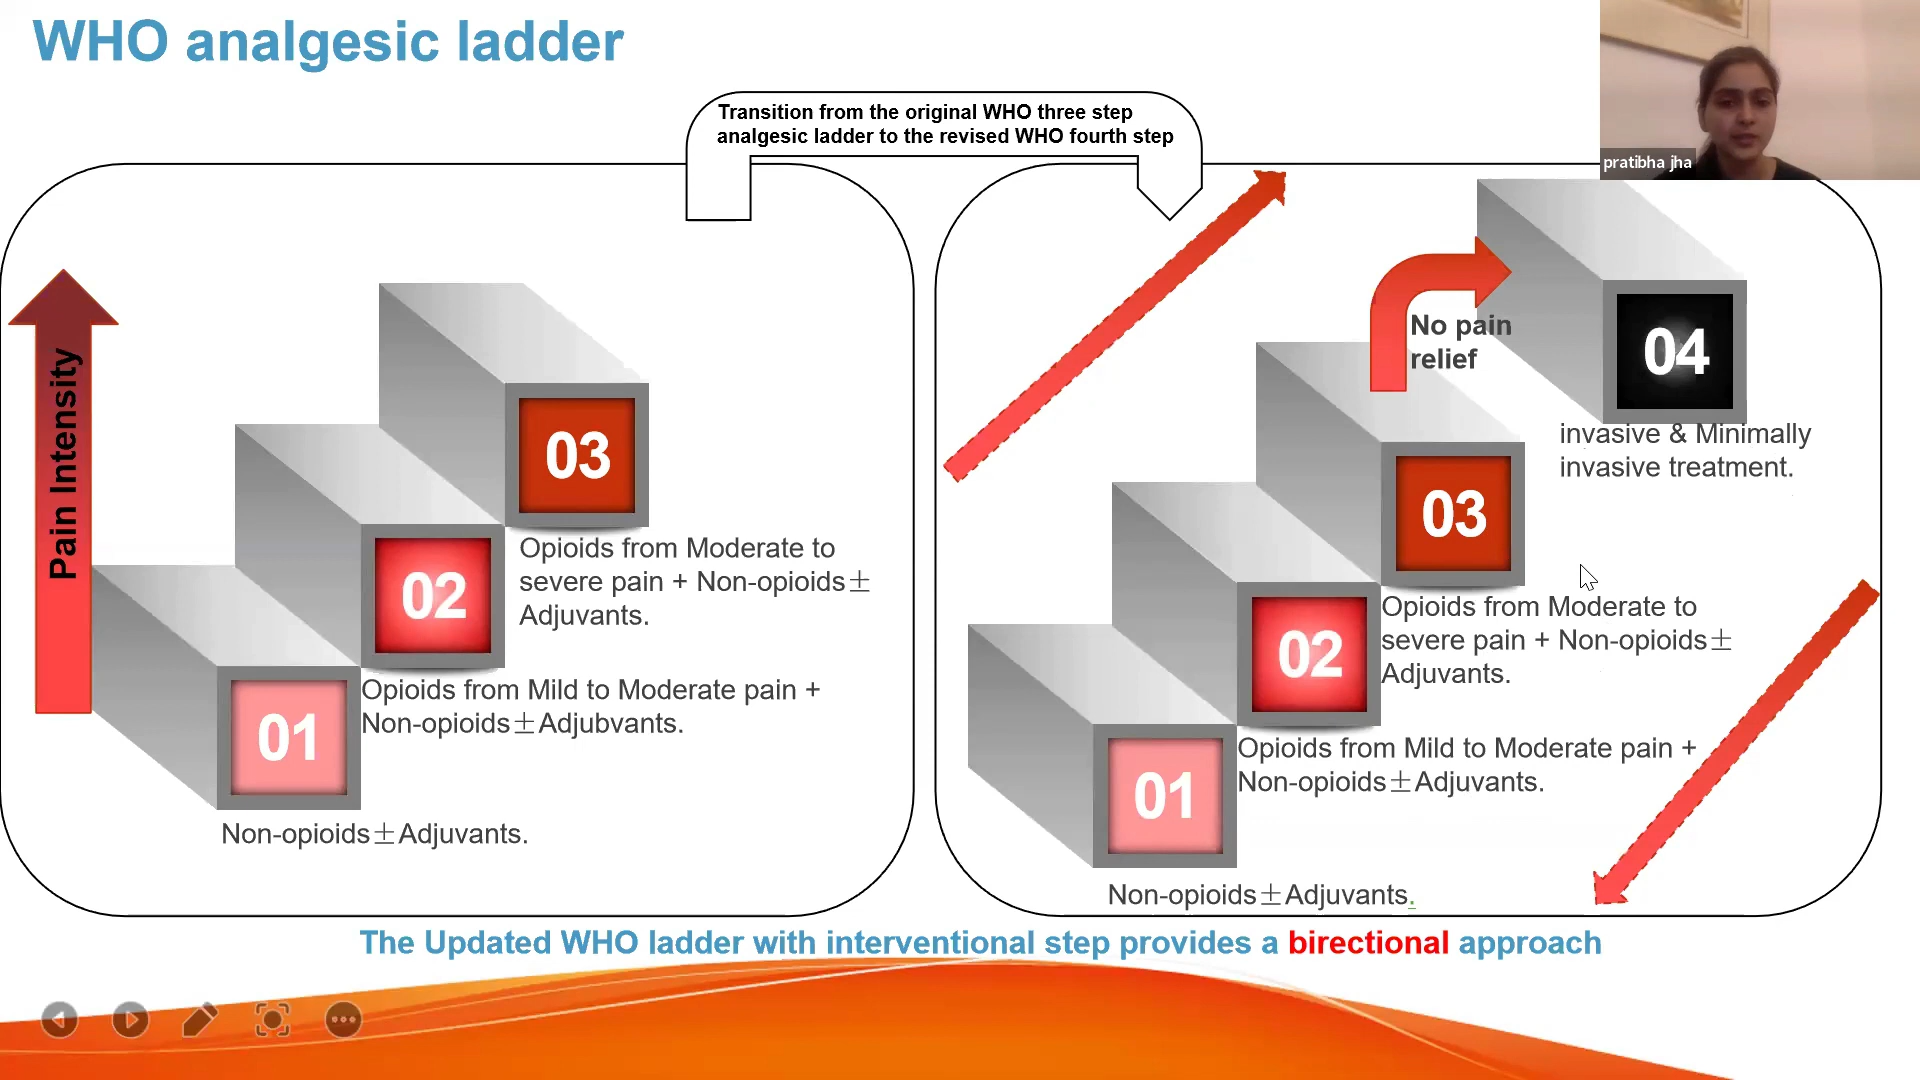 WHO analgesic ladder
Transition from the original WHO three step
analgesic ladder to the revised WHO fourth step
pratibha jha
Pain Intensity
03
Opioids from Moderate to
severe pain + Non-opioids±
Adjuvants.
02
Opioids from Mild to Moderate pain +
Non-opioids±Adjubvants.
01
Non-opioids±Adjuvants.
No pain
relief
04
invasive & Minimally
invasive treatment.
03
Opioids from Moderate to
severe pain + Non-opioids±
Adjuvants.
02
Opioids from Mild to Moderate pain +
Non-opioids±Adjuvants.
01
Non-opioids±Adjuvants.
The Updated WHO ladder with interventional step provides a birectional approach